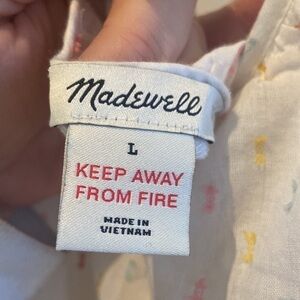 Madewell
L
KEEP AWAY
FROM FIRE
MADE IN
VIETNAM